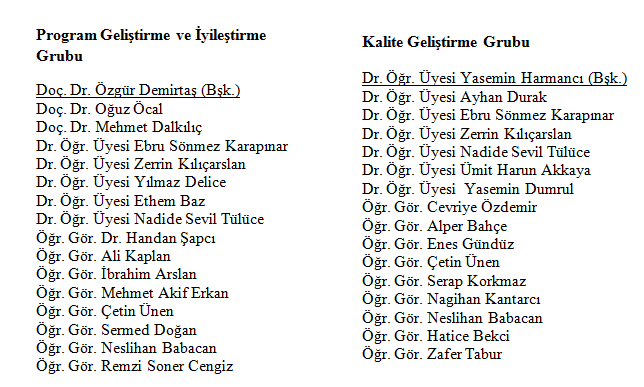 Program Geliştirme ve İyileştirme
Grubu
Doç. Dr. Özgür Demirtaş (Bşk.)
Doç. Dr. Oğuz Öcal
Doç. Dr. Mehmet Dalkılıç
Dr. Öğr. Üyesi Ebru Sönmez Karapınar
Dr. Öğr. Üyesi Zerrin Kılıçarslan
Dr. Öğr. Üyesi Yılmaz Delice
Dr. Öğr. Üyesi Ethem Baz
Dr. Öğr. Üyesi Nadide Sevil Tülüce
Öğr. Gör. Dr. Handan Şapcı
Öğr. Gör. Ali Kaplan
Öğr. Gör. İbrahim Arslan
Öğr. Gör. Mehmet Akif Erkan
Öğr. Gör. Çetin Ünen
Öğr. Gör. Sermed Doğan
Öğr. Gör. Neslihan Babacan
Öğr. Gör. Remzi Soner Cengiz
Kalite Geliştirme Grubu
Dr. Öğr. Üyesi Yasemin Harmancı (Bşk.)
Dr. Öğr. Üyesi Ayhan Durak
Dr. Öğr. Üyesi Ebru Sönmez Karapınar
Dr. Öğr. Üyesi Zerrin Kılıçarslan
Dr. Öğr. Üyesi Nadide Sevil Tülüce
Dr. Öğr. Üyesi Ümit Harun Akkaya
Dr. Öğr. Üyesi Yasemin Dumrul
Öğr. Gör. Cevriye Özdemir
Öğr. Gör. Alper Bahçe
Öğr. Gör. Enes Gündüz
Öğr. Gör. Çetin Ünen
Öğr. Gör. Serap Korkmaz
Öğr. Gör. Nagihan Kantarcı
Öğr. Gör. Neslihan Babacan
Öğr. Gör. Hatice Bekci
Öğr. Gör. Zafer Tabur